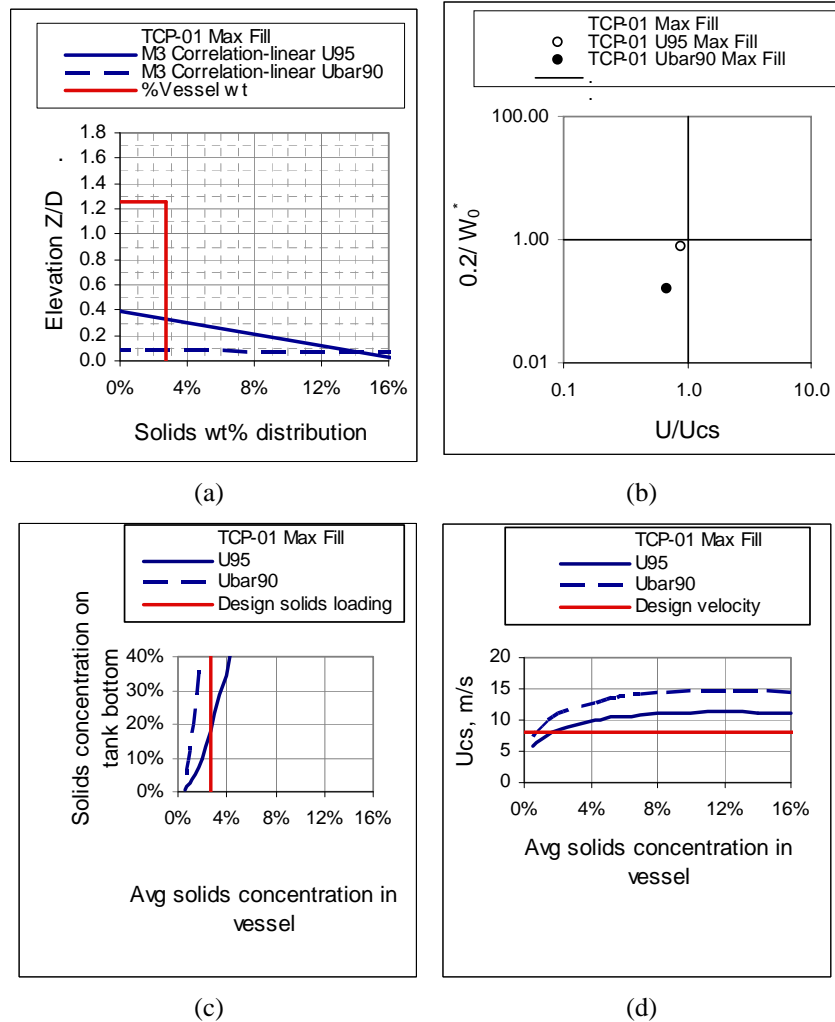 TCP-01 Max Fill
M3 Correlation-linear U95
M3 Correlation-linear Ubar90
%Vessel wt
Elevation Z/D
1.8
1.6
1.4
1.2
1.0
0.8
0.6
0.4
0.2
0.0
0% 4% 8% 12% 16%
Solids wt% distribution
(a)
TCP-01 Max Fill
TCP-01 U95 Max Fill
TCP-01 Ubar90 Max Fill
0.2/ W0*
100.00
1.00
0.01
0.1 1.0 10.0
U/Ucs
(b)
TCP-01 Max Fill
U95
Ubar90
Design solids loading
Solids concentration on
tank bottom
40%
30%
20%
10%
0%
0% 4% 8% 12% 16%
Avg solids concentration in
vessel
(c)
TCP-01 Max Fill
U95
Ubar90
Design velocity
Ucs, m/s
20
15
10
5
0
0% 4% 8% 12% 16%
Avg solids concentration in
vessel
(d)